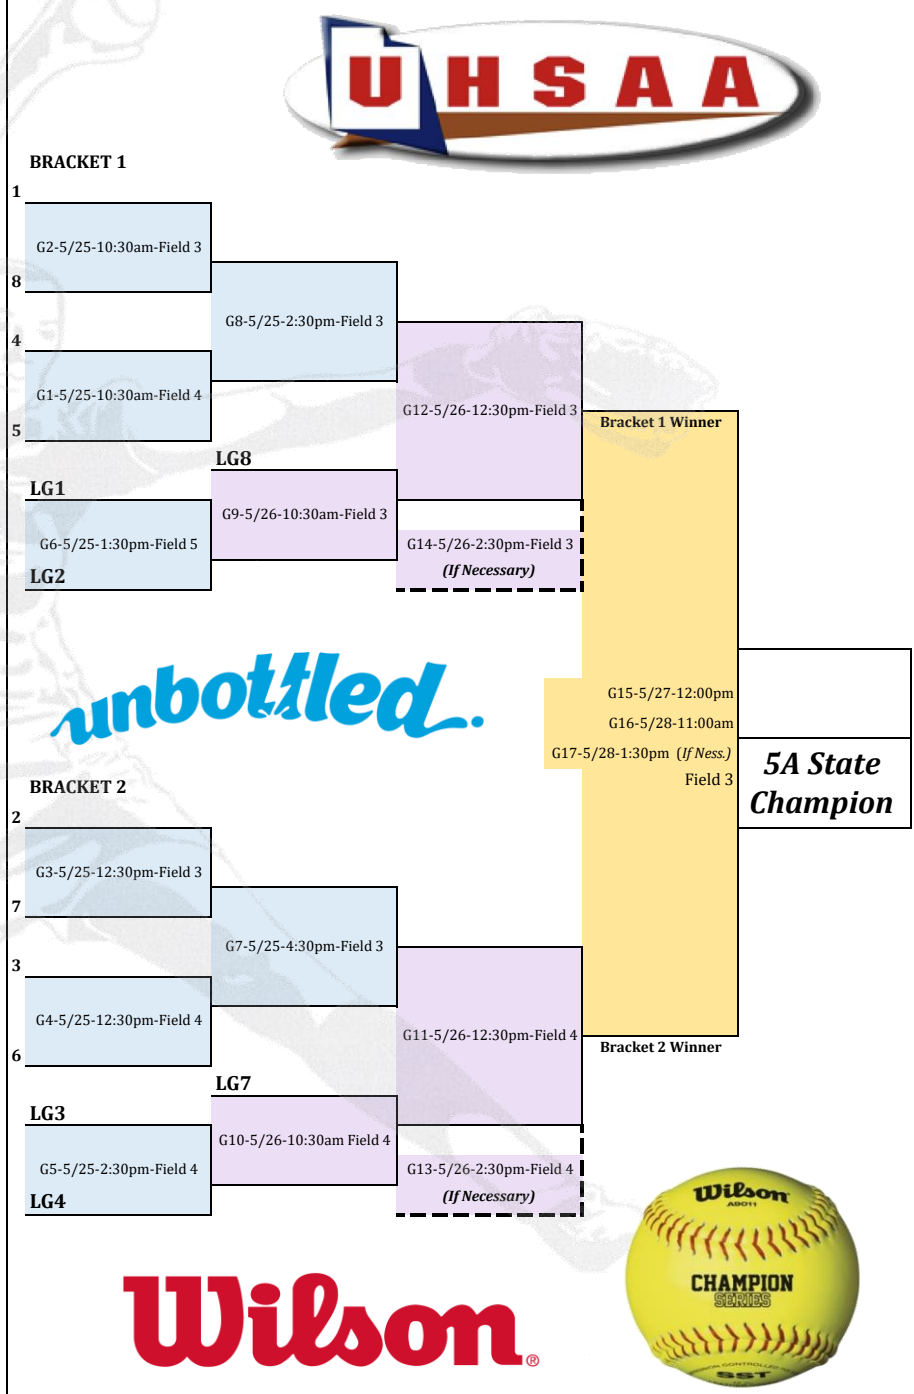 UHSAA
BRACKET 1
1
G2-5/25-10:30am-Field 3
8
G8-5/25-2:30pm-Field 3
4
G1-5/25-10:30am-Field 4
5
G12-5/26-12:30pm-Field 3
Bracket 1 Winner
LG8
LG1
G9-5/26-10:30am-Field 3
G6-5/25-1:30pm-Field 5
LG2
G14-5/26-2:30pm-Field 3
(If Necessary)
unbottled.
G15-5/27-12:00pm
G16-5/28-11:00am
G17-5/28-1:30pm (If Ness.)
Field 3
5A State
Champion
BRACKET 2
2
G3-5/25-12:30pm-Field 3
7
G7-5/25-4:30pm-Field 3
3
G4-5/25-12:30pm-Field 4
6
G11-5/26-12:30pm-Field 4
Bracket 2 Winner
LG7
LG3
G10-5/26-10:30am Field 4
G5-5/25-2:30pm-Field 4
LG4
G13-5/26-2:30pm-Field 4
(If Necessary)
Wilson
A9011
CHAMPION
SERIES
SST
Wilson®